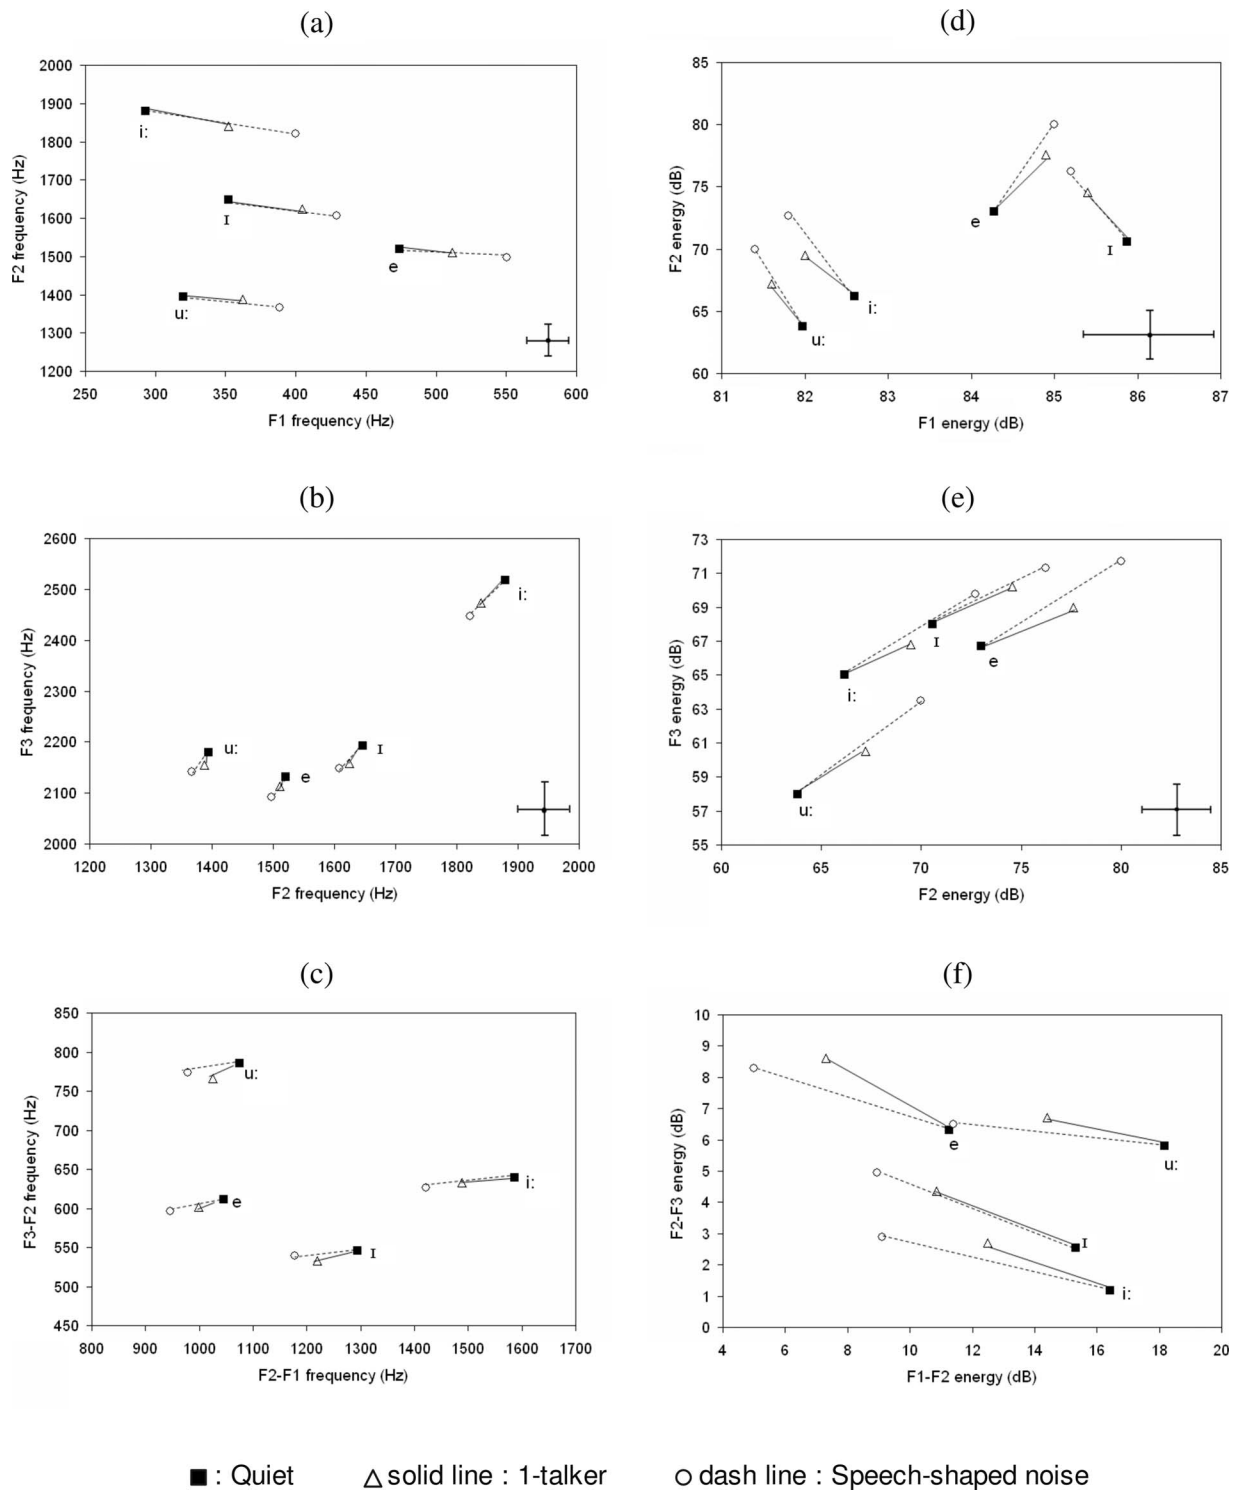 (a)
2000
1900
1800
1700
1600
1500
1400
1300
1200
250 300 350 400 450 500 550 600
F2 frequency (Hz)
F1 frequency (Hz)
i:
ɪ
e
u:
(d)
85
80
75
70
65
60
81 82 83 84 85 86 87
F2 energy (dB)
F1 energy (dB)
e
ɪ
i:
u:
(b)
2600
2500
2400
2300
2200
2100
2000
1200 1300 1400 1500 1600 1700 1800 1900 2000
F3 frequency (Hz)
F2 frequency (Hz)
i:
u:
ɪ
e
(e)
73
71
69
67
65
63
61
59
57
55
60 65 70 75 80 85
F3 energy (dB)
F2 energy (dB)
ɪ
e
i:
u:
(c)
850
800
750
700
650
600
550
500
450
800 900 1000 1100 1200 1300 1400 1500 1600 1700
F3-F2 frequency (Hz)
F2-F1 frequency (Hz)
u:
i:
e
ɪ
(f)
10
9
8
7
6
5
4
3
2
1
0
4 6 8 10 12 14 16 18 20
F2-F3 energy (dB)
F1-F2 energy (dB)
e
u:
ɪ
i:
: Quiet solid line : 1-talker dash line : Speech-shaped noise